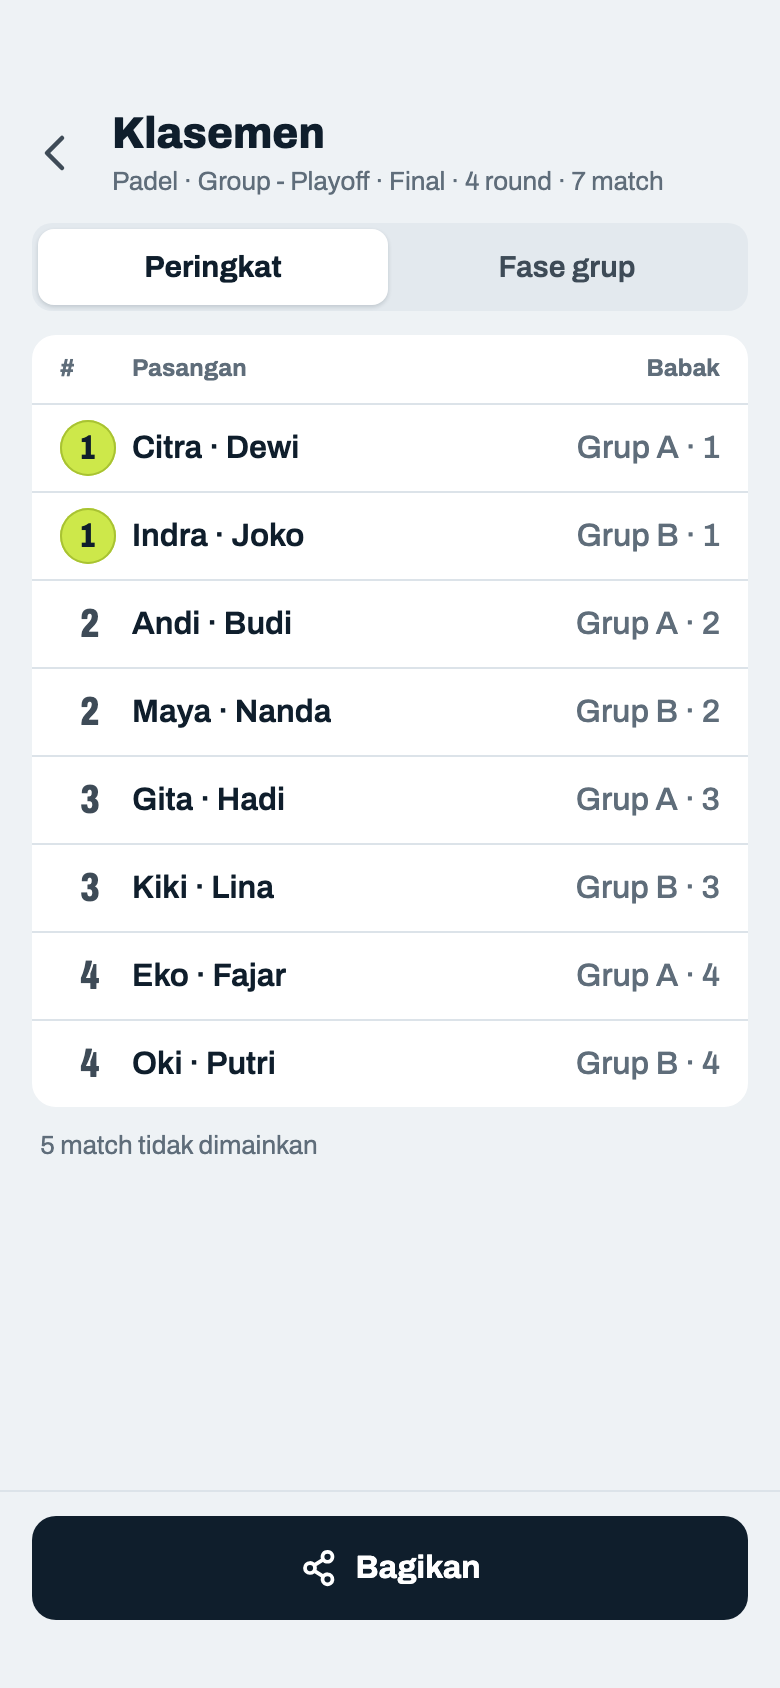 Klasemen
Padel · Group - Playoff · Final · 4 round · 7 match
Peringkat Fase grup
# Pasangan Babak
1 Citra · Dewi Grup A · 1
1 Indra · Joko Grup B · 1
2 Andi · Budi Grup A · 2
2 Maya · Nanda Grup B · 2
3 Gita · Hadi Grup A · 3
3 Kiki · Lina Grup B · 3
4 Eko · Fajar Grup A · 4
4 Oki · Putri Grup B · 4
5 match tidak dimainkan
Bagikan